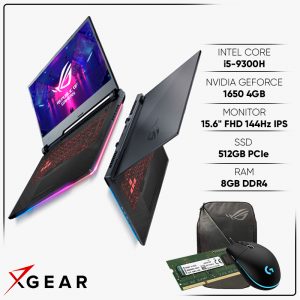 INTEL CORE
i5-9300H
NVIDIA GEFORCE
1650 4GB
MONITOR
15.6" FHD 144Hz IPS
SSD
512GB PCIe
RAM
8GB DDR4
XGEAR